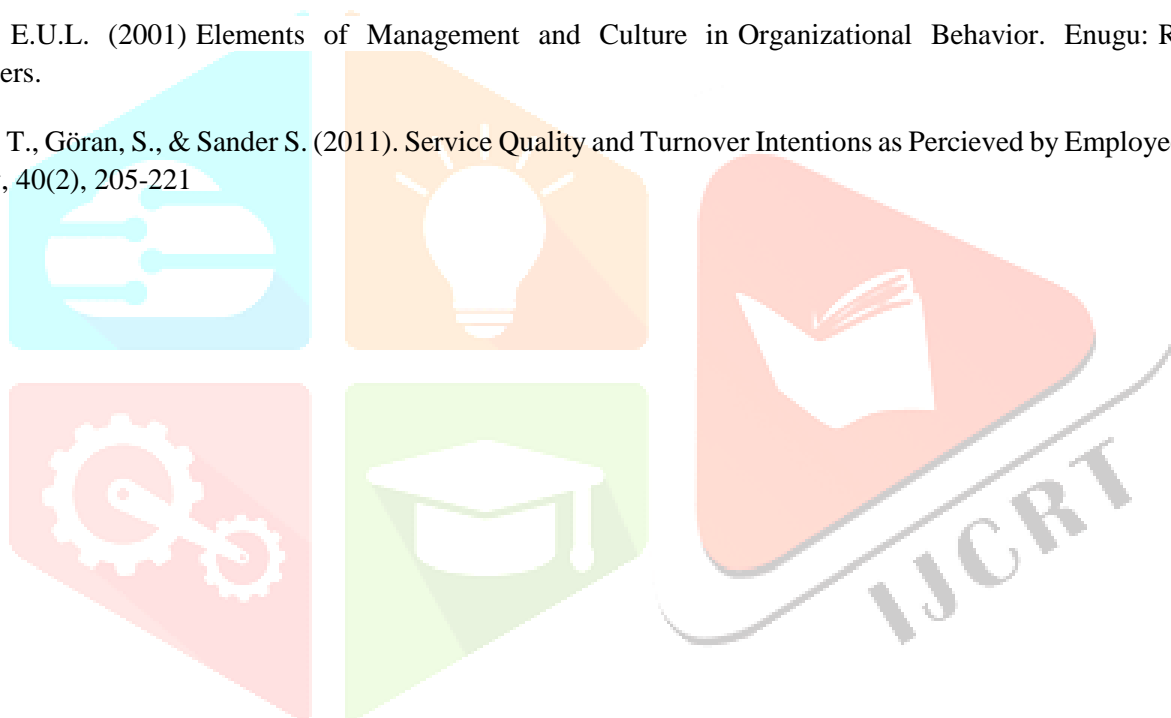 E.U.L. (2001) Elements of Management and Culture in Organizational Behavior. Enugu:
ers.
T., Göran, S., & Sander S. (2011). Service Quality and Turnover Intentions as Percieved by Employe
, 40(2), 205-221
IJCRT